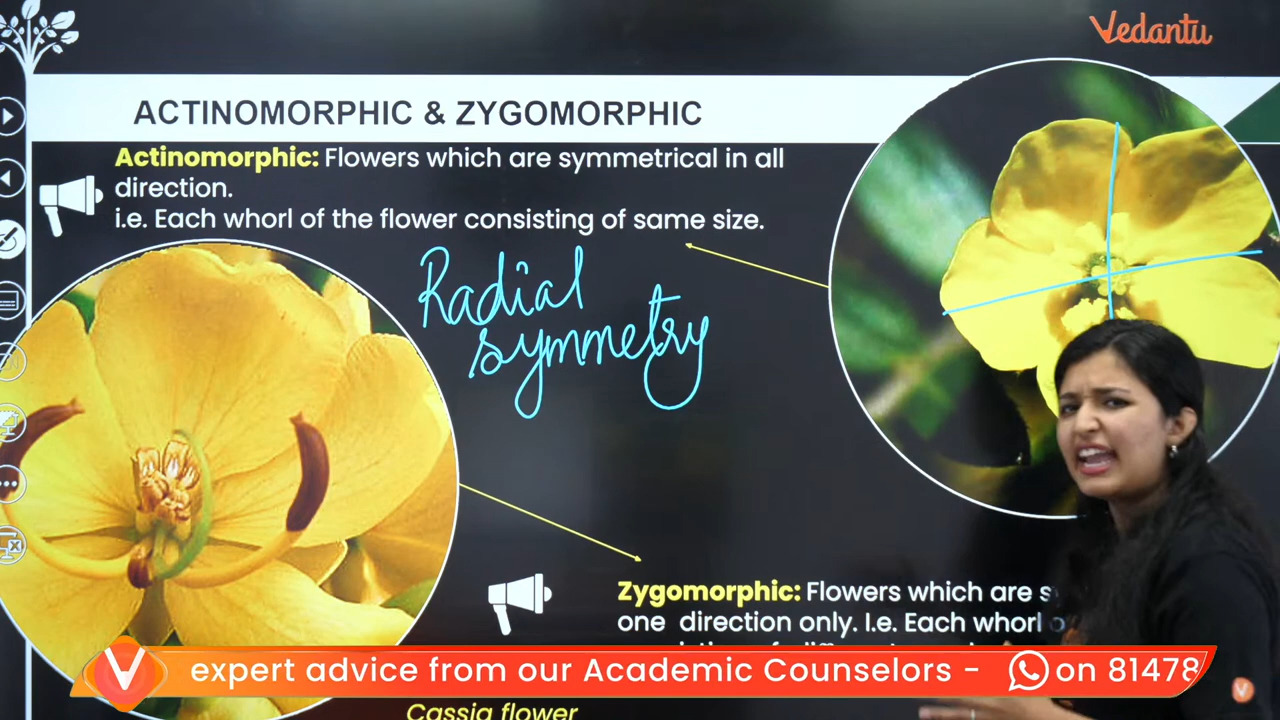 Vedantu
ACTINOMORPHIC & ZYGOMORPHIC
Actinomorphic: Flowers which are symmetrical in all
direction.
i.e. Each whorl of the flower consisting of same size.
Radial
symmetry
Zygomorphic: Flowers which are
one direction only. I.e. Each whorl
expert advice from our Academic Counselors -
on 81478
Cassia flower